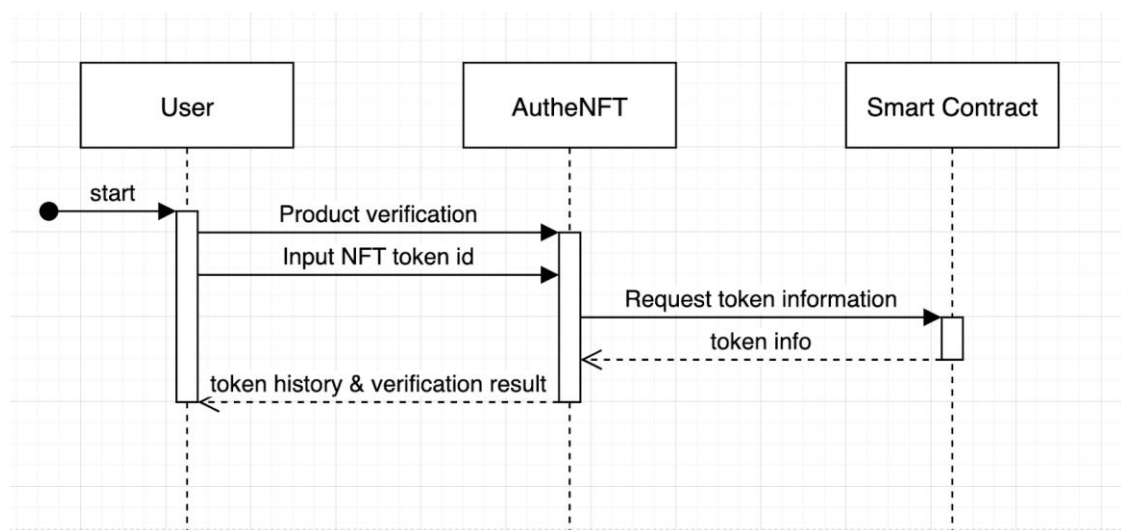 User
AutheNFT
Smart Contract
start
Product verification
Input NFT token id
Request token information
token info
token history & verification result